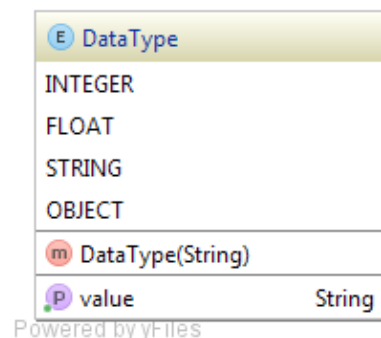 E DataType
INTEGER
FLOAT
STRING
OBJECT
m DataType(String)
P value String
Powered by yFiles